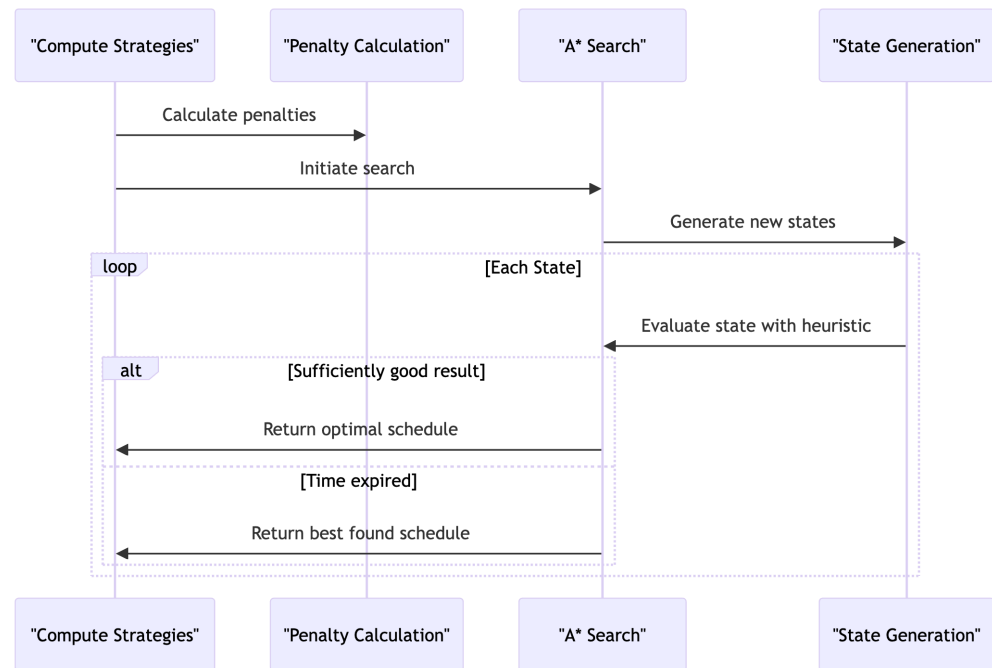 "Compute Strategies"
"Penalty Calculation"
"A* Search"
"State Generation"
Calculate penalties
Initiate search
Generate new states
loop
[Each State]
Evaluate state with heuristic
alt
[Sufficiently good result]
Return optimal schedule
[Time expired]
Return best found schedule
"Compute Strategies"
"Penalty Calculation"
"A* Search"
"State Generation"